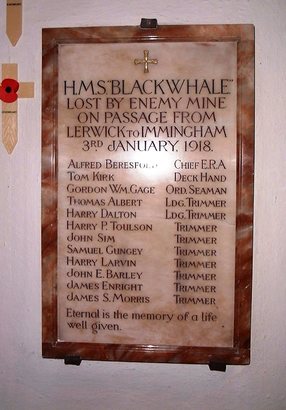 H.M.S. "BLACKWHALE"
LOST BY ENEMY MINE
ON PASSAGE FROM
LERWICK TO IMMINGHAM
3RD JANUARY, 1918.
ALFRED BERESFORD CHIEF E.R.A
TOM KIRK DECK HAND
GORDON WM. GAGE ORD. SEAMAN
THOMAS ALBERT LDG. TRIMMER
HARRY DALTON LDG. TRIMMER
HARRY P. TOULSON TRIMMER
JOHN SIM TRIMMER
SAMUEL GUNGEY TRIMMER
HARRY LARVIN TRIMMER
JOHN E. BARLEY TRIMMER
JAMES ENRIGHT TRIMMER
JAMES S. MORRIS TRIMMER
Eternal is the memory of a life
well given.